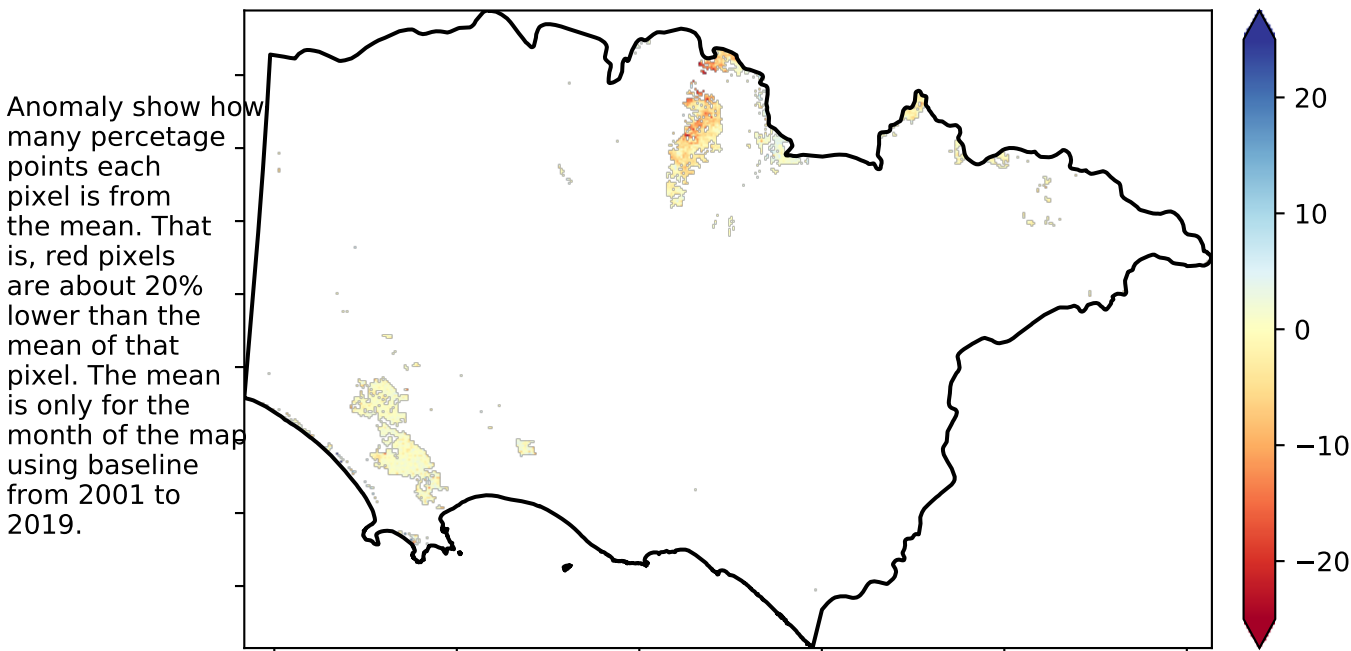 Anomaly show how
many percetage
points each
pixel is from
the mean. That
is, red pixels
are about 20%
lower than the
mean of that
pixel. The mean
is only for the
month of the map
using baseline
from 2001 to
2019.
20
10
0
−10
−20